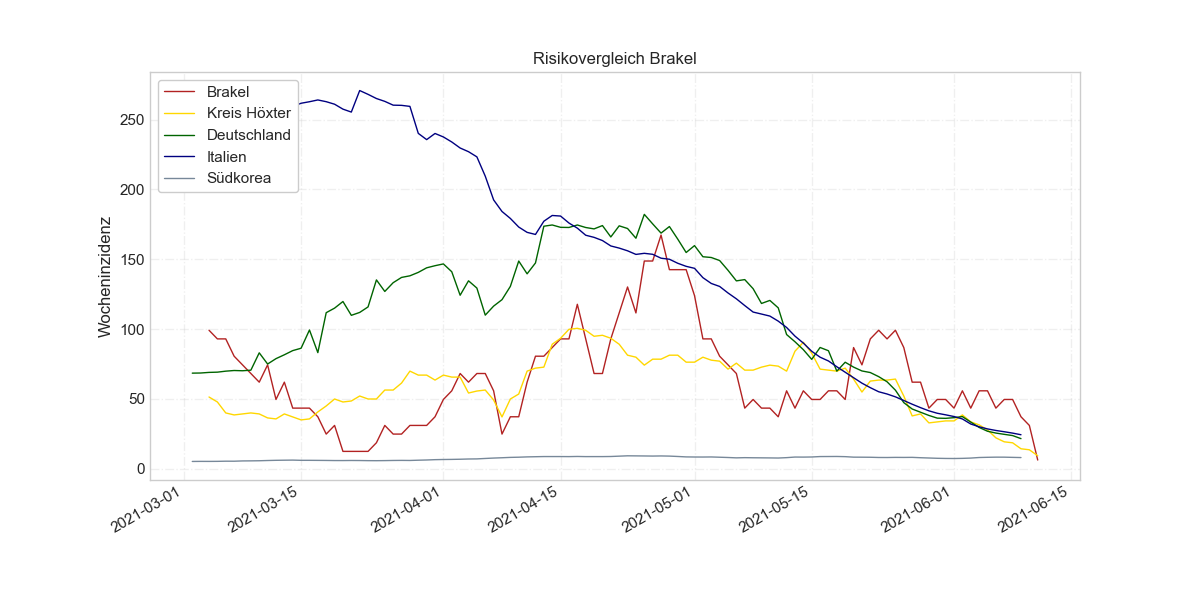 Risikovergleich Brakel
Brakel
Kreis Höxter
Deutschland
Italien
Südkorea
Wocheninzidenz
250
200
150
100
50
0
2021-03-01
2021-03-15
2021-04-01
2021-04-15
2021-05-01
2021-05-15
2021-06-01
2021-06-15